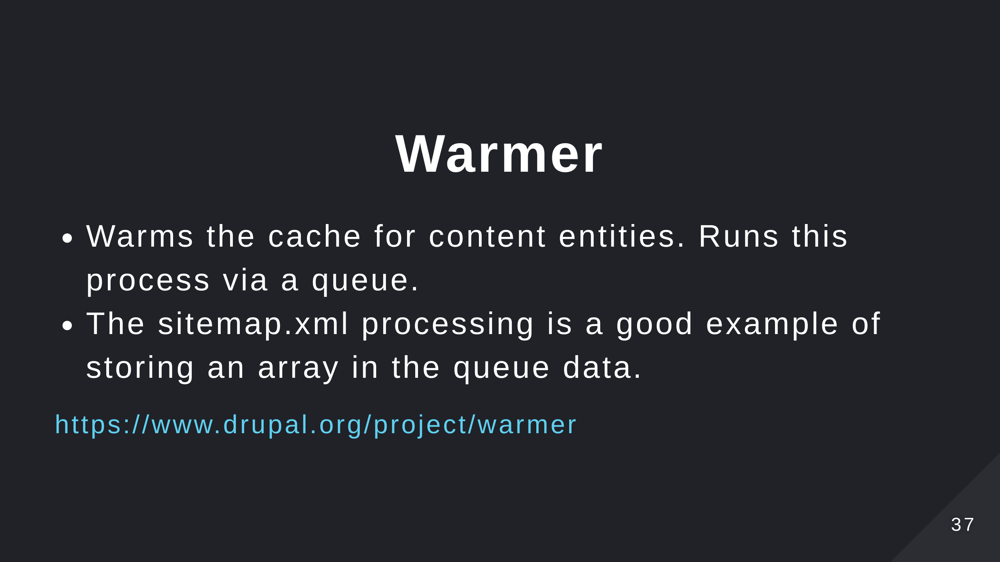 Warmer
• Warms the cache for content entities. Runs this
process via a queue.
• The sitemap.xml processing is a good example of
storing an array in the queue data.
https://www.drupal.org/project/warmer
37